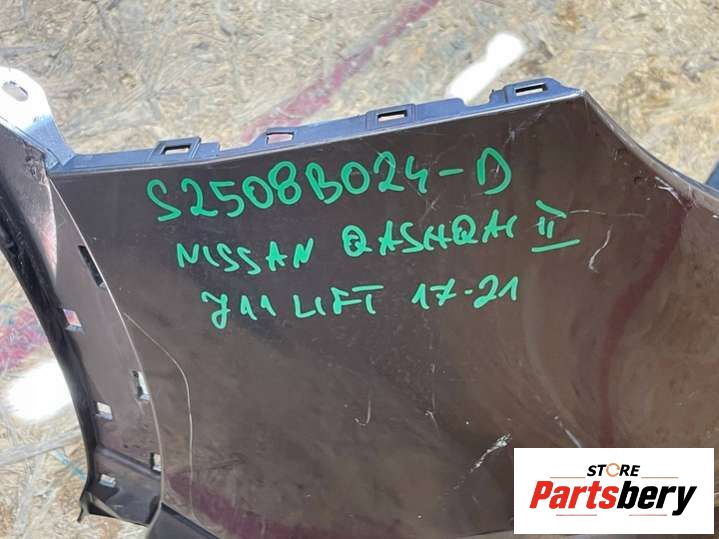 S2508B024-D
NISSAN QASHQAI II
J11 LIFT 17-21
STORE
Partsbery